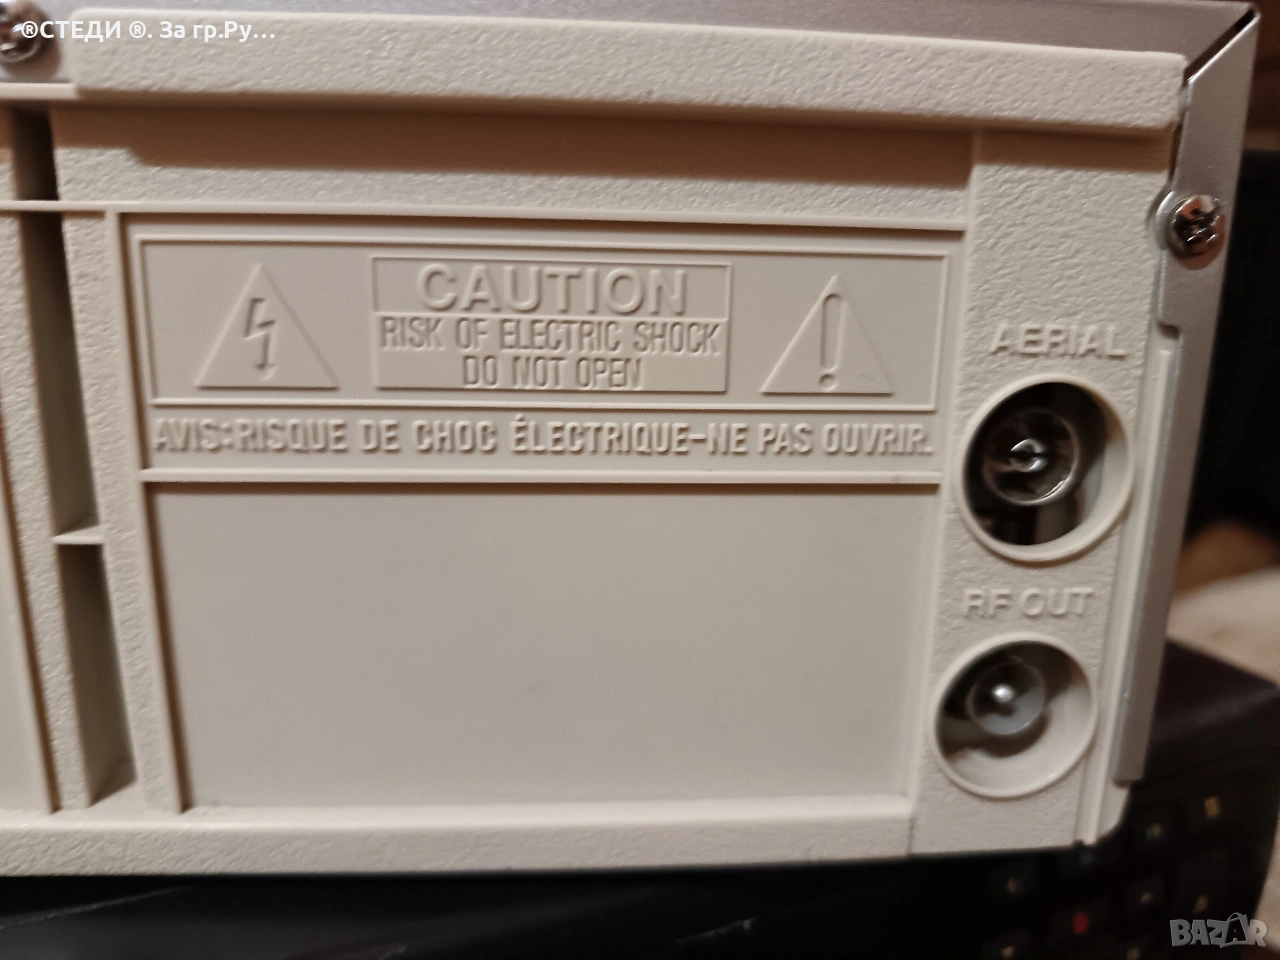 ®СТЕДИ ®. За гр.Ру...
CAUTION
RISK OF ELECTRIC SHOCK
DO NOT OPEN
AVIS:RISQUE DE CHOC ÉLECTRIQUE-NE PAS OUVRIR.
AERIAL
RF OUT
BAZAR